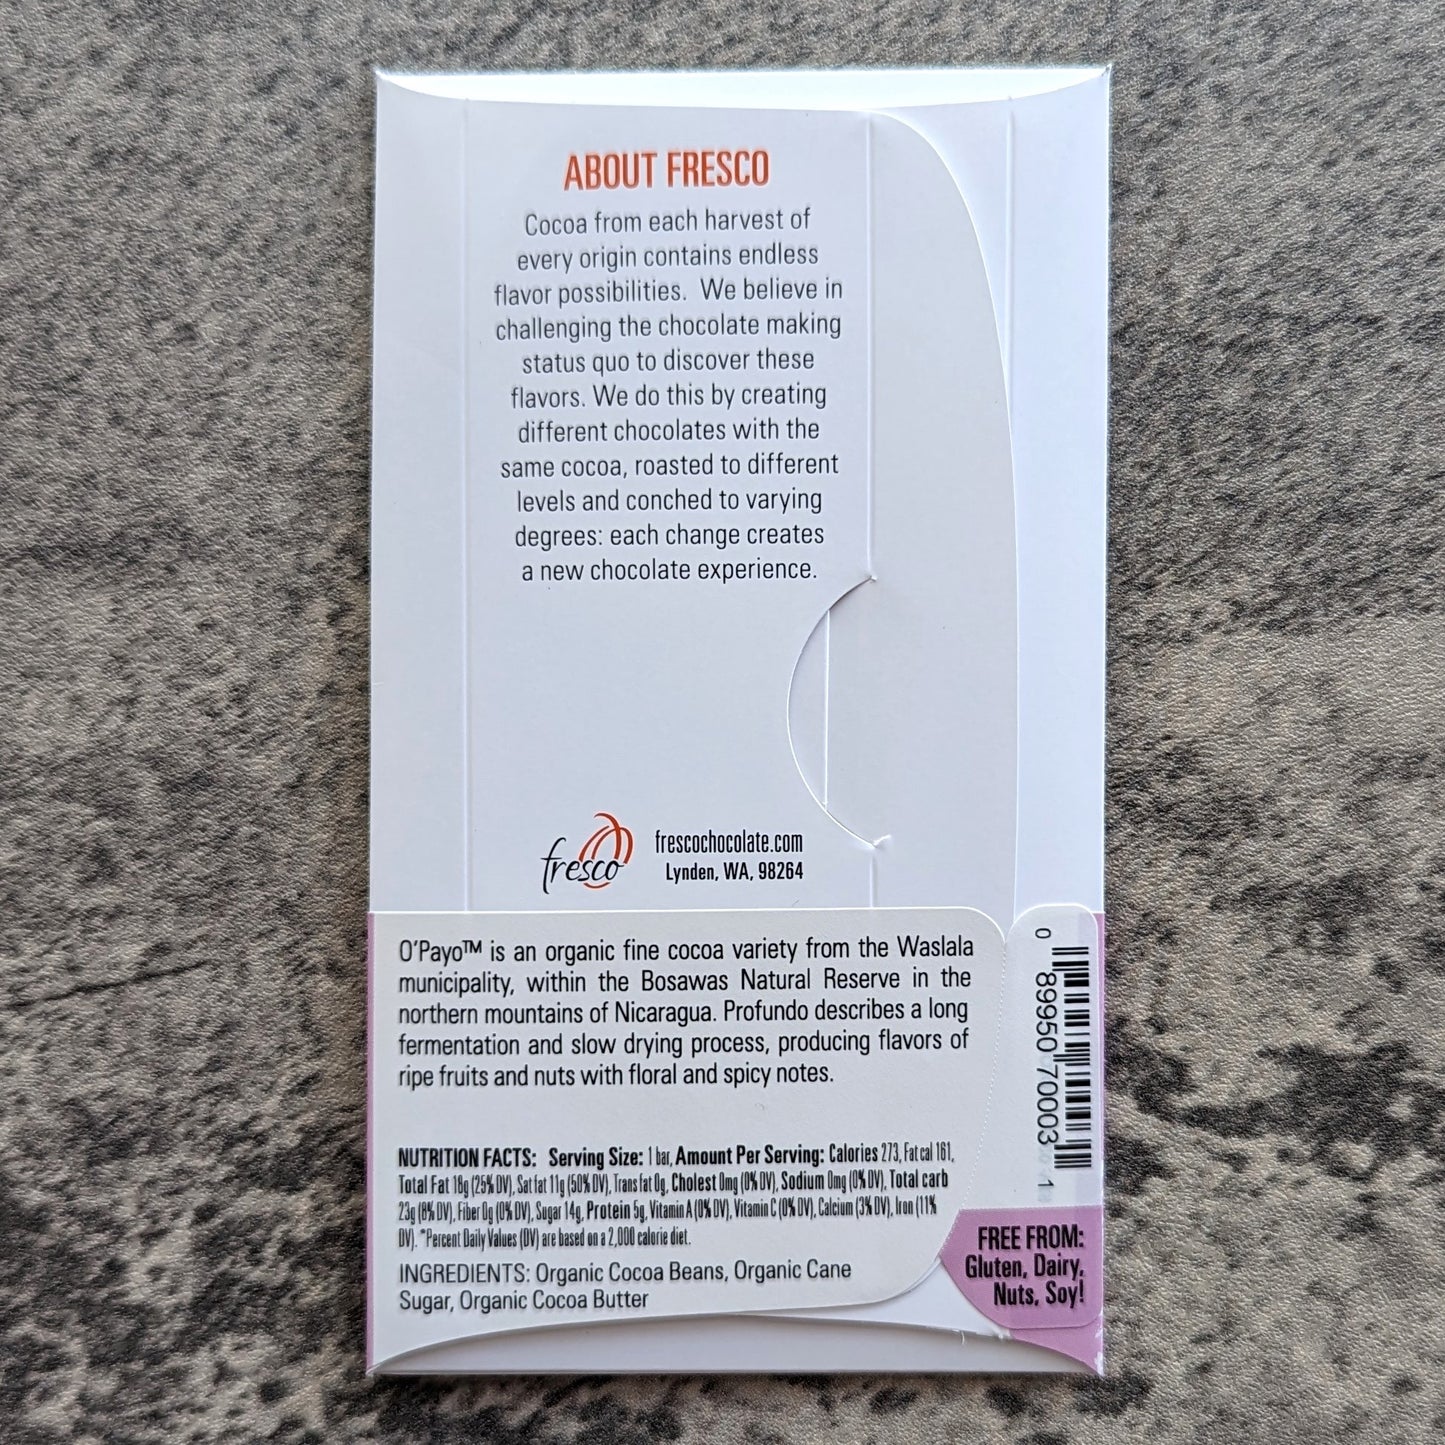 ABOUT FRESCO
Cocoa from each harvest of
every origin contains endless
flavor possibilities.  We believe in
challenging the chocolate making
status quo to discover these
flavors. We do this by creating
different chocolates with the
same cocoa, roasted to different
levels and conched to varying
degrees: each change creates
a new chocolate experience.
fresco
frescochocolate.com
Lynden, WA, 98264
O'Payo™ is an organic fine cocoa variety from the Waslala
municipality, within the Bosawas Natural Reserve in the
northern mountains of Nicaragua. Profundo describes a long
fermentation and slow drying process, producing flavors of
ripe fruits and nuts with floral and spicy notes.
NUTRITION FACTS: Serving Size: 1 bar, Amount Per Serving: Calories 273, Fat cal 161,
Total Fat 18g (25% DV), Sat fat 11g (50% DV), Trans fat 0g, Cholest 0mg (0% DV), Sodium 0mg (0% DV), Total carb
23g (8% DV), Fiber 0g (0% DV), Sugar 14g, Protein 5g, Vitamin A (0% DV), Vitamin C (0% DV), Calcium (3% DV), Iron (11%
DV). *Percent Daily Values (DV) are based on a 2,000 calorie diet.
INGREDIENTS: Organic Cocoa Beans, Organic Cane
Sugar, Organic Cocoa Butter
0 89950 70003 1
FREE FROM:
Gluten, Dairy,
Nuts, Soy!